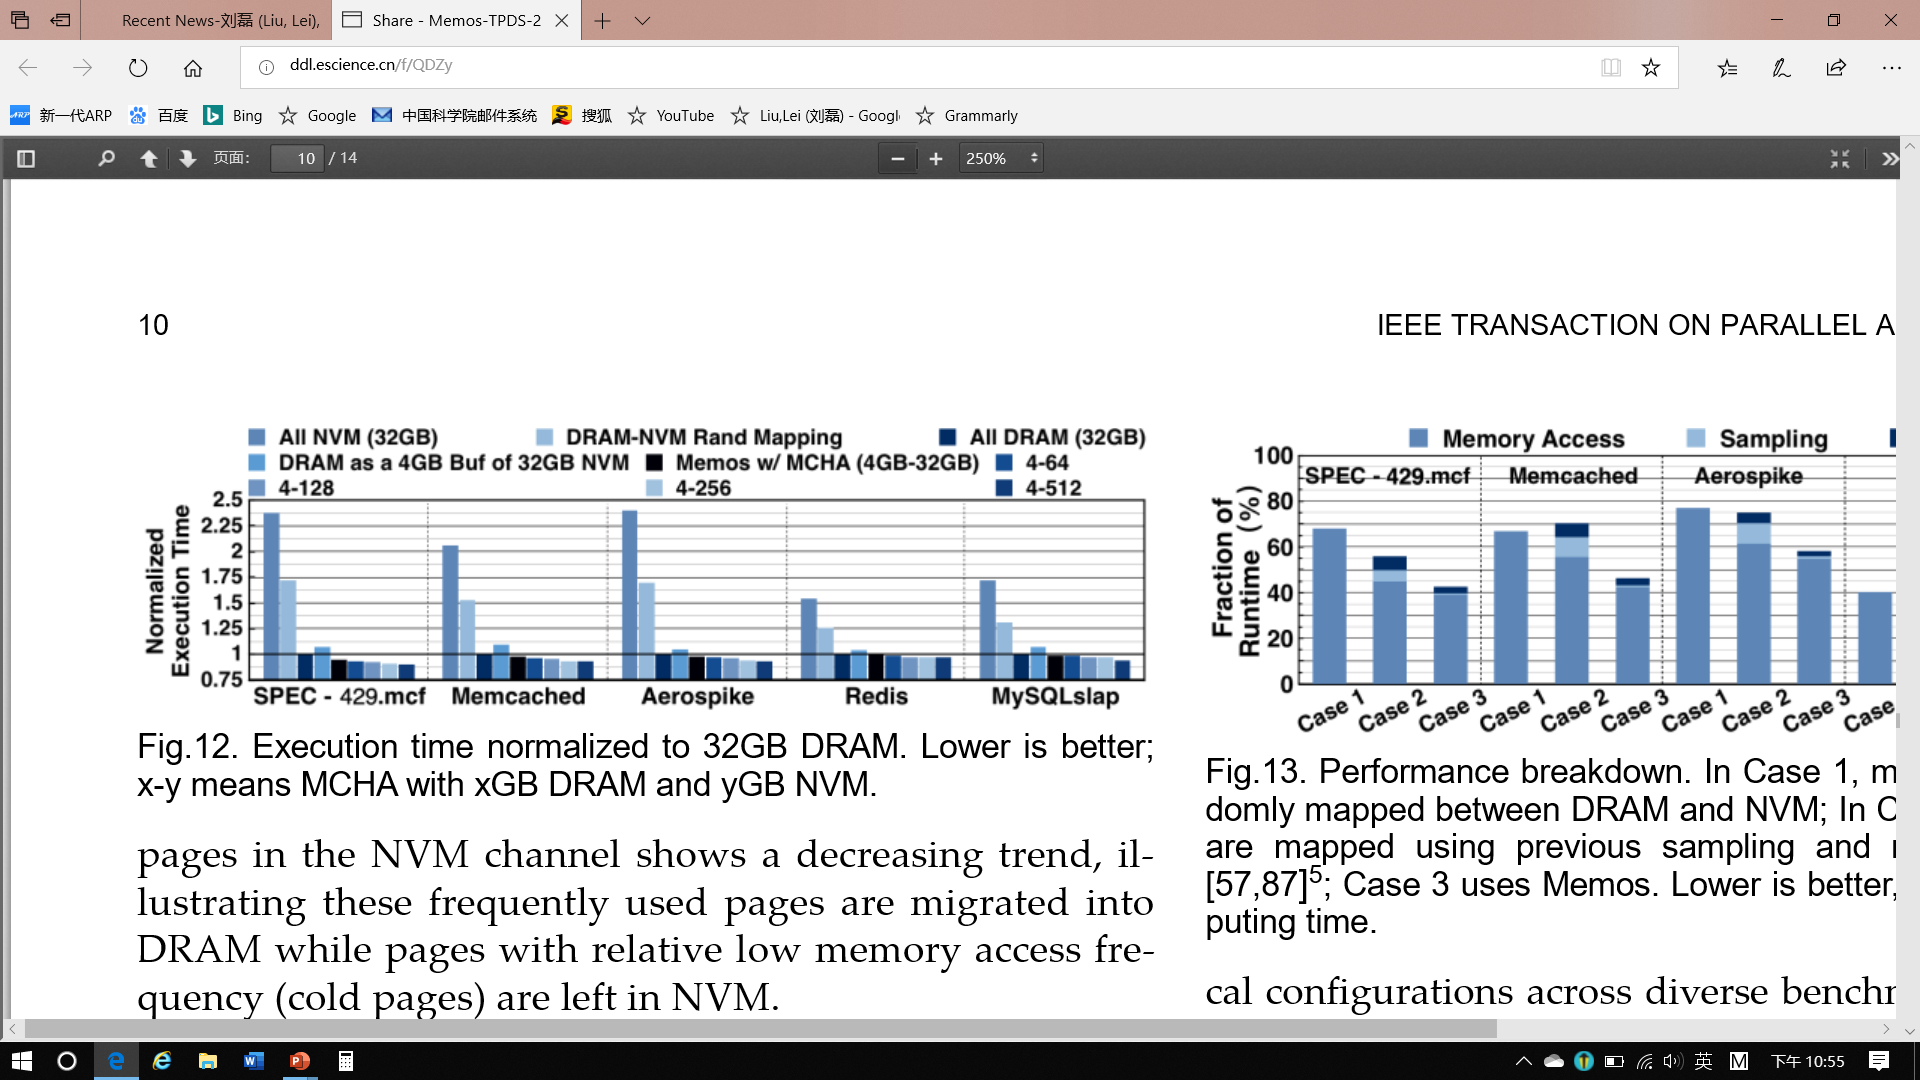 Recent News-刘磊 (Liu, Lei),
Share - Memos-TPDS-2
ddl.escience.cn/f/QDZy
新一代ARP 百度 Bing Google 中国科学院邮件系统 搜狐 YouTube Liu,Lei (刘磊) - Googl Grammarly
页面: 10 / 14 250%
10
IEEE TRANSACTION ON PARALLEL A
All NVM (32GB) DRAM-NVM Rand Mapping All DRAM (32GB)
DRAM as a 4GB Buf of 32GB NVM Memos w/ MCHA (4GB-32GB) 4-64
4-128 4-256 4-512
Normalized
Execution Time
2.5
2.25
2
1.75
1.5
1.25
1
0.75
SPEC - 429.mcf Memcached Aerospike Redis MySQLslap
Fig.12. Execution time normalized to 32GB DRAM. Lower is better;
x-y means MCHA with xGB DRAM and yGB NVM.
pages in the NVM channel shows a decreasing trend, il-
lustrating these frequently used pages are migrated into
DRAM while pages with relative low memory access fre-
quency (cold pages) are left in NVM.
Memory Access Sampling
Fraction of
Runtime (%)
100
80
60
40
20
0
SPEC - 429.mcf Memcached Aerospike
Case 1 Case 2 Case 3 Case 1 Case 2 Case 3 Case 1 Case 2 Case 3 Case
Fig.13. Performance breakdown. In Case 1, m
domly mapped between DRAM and NVM; In C
are mapped using previous sampling and
[57,87]5; Case 3 uses Memos. Lower is better,
puting time.
cal configurations across diverse bench
英 M 下午 10:55